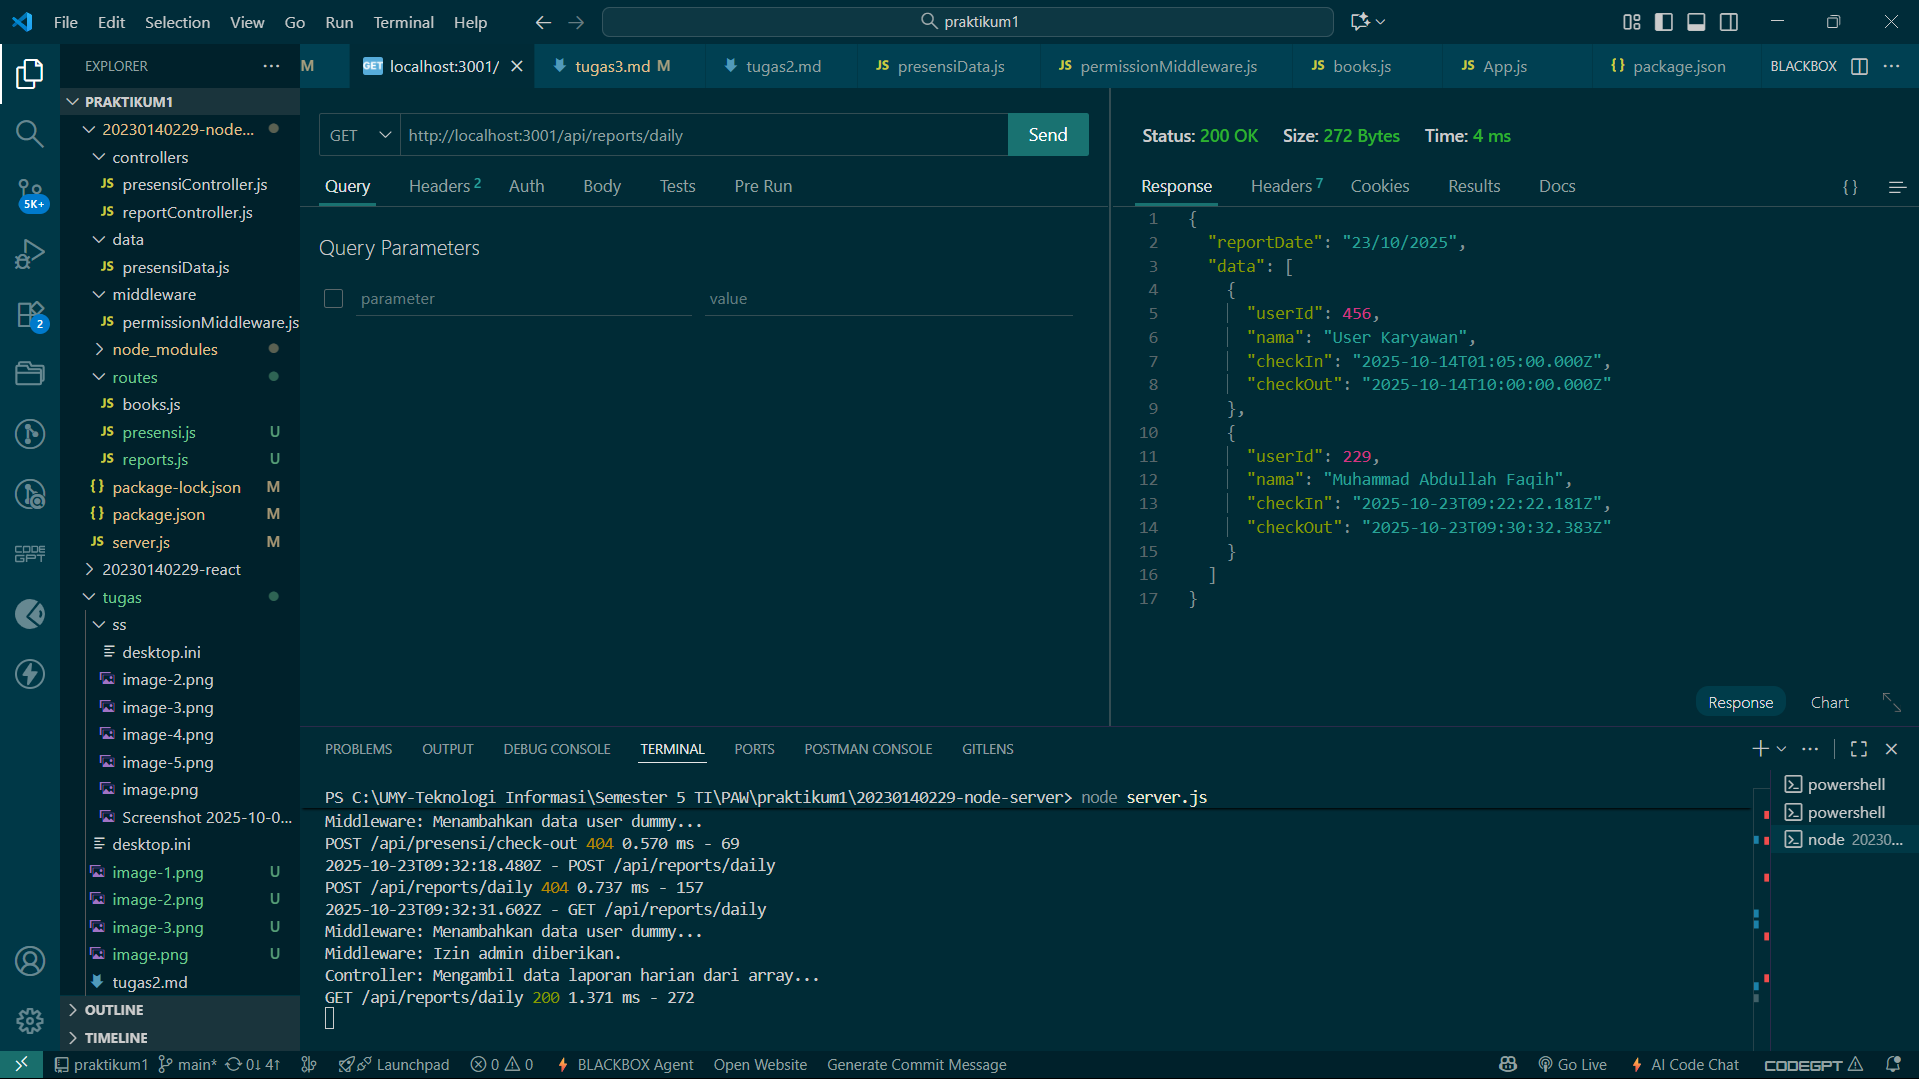 File Edit Selection View Go Run Terminal Help
praktikum1
EXPLORER
M
GET localhost:3001/
tugas3.md M
tugas2.md
JS presensiData.js
JS permissionMiddleware.js
JS books.js
JS App.js
{} package.json
BLACKBOX
PRAKTIKUM1
20230140229-node...
controllers
JS presensiController.js
JS reportController.js
data
JS presensiData.js
middleware
JS permissionMiddleware.js
node_modules
routes
JS books.js
JS presensi.js U
JS reports.js U
{} package-lock.json M
{} package.json M
JS server.js M
20230140229-react
tugas
ss
desktop.ini
image-2.png
image-3.png
image-4.png
image-5.png
image.png
Screenshot 2025-10-0...
desktop.ini
image-1.png U
image-2.png U
image-3.png U
image.png U
tugas2.md
OUTLINE
TIMELINE
5K+
2
CODE
GPT
GET
http://localhost:3001/api/reports/daily
Send
Query Headers 2 Auth Body Tests Pre Run
Query Parameters
parameter value
Status: 200 OK Size: 272 Bytes Time: 4 ms
Response Headers 7 Cookies Results Docs
{}
1 {
2 "reportDate": "23/10/2025",
3 "data": [
4 {
5 "userId": 456,
6 "nama": "User Karyawan",
7 "checkIn": "2025-10-14T01:05:00.000Z",
8 "checkOut": "2025-10-14T10:00:00.000Z"
9 },
10 {
11 "userId": 229,
12 "nama": "Muhammad Abdullah Faqih",
13 "checkIn": "2025-10-23T09:22:22.181Z",
14 "checkOut": "2025-10-23T09:30:32.383Z"
15 }
16 ]
17 }
Response Chart
PROBLEMS OUTPUT DEBUG CONSOLE TERMINAL PORTS POSTMAN CONSOLE GITLENS
PS C:\UMY-Teknologi Informasi\Semester 5 TI\PAW\praktikum1\20230140229-node-server> node server.js
Middleware: Menambahkan data user dummy...
POST /api/presensi/check-out 404 0.570 ms - 69
2025-10-23T09:32:18.480Z - POST /api/reports/daily
POST /api/reports/daily 404 0.737 ms - 157
2025-10-23T09:32:31.602Z - GET /api/reports/daily
Middleware: Menambahkan data user dummy...
Middleware: Izin admin diberikan.
Controller: Mengambil data laporan harian dari array...
GET /api/reports/daily 200 1.371 ms - 272
powershell
powershell
node 20230...
praktikum1 main* 0↓ 4↑ Launchpad 0 0 BLACKBOX Agent Open Website Generate Commit Message
Go Live AI Code Chat CODEGPT